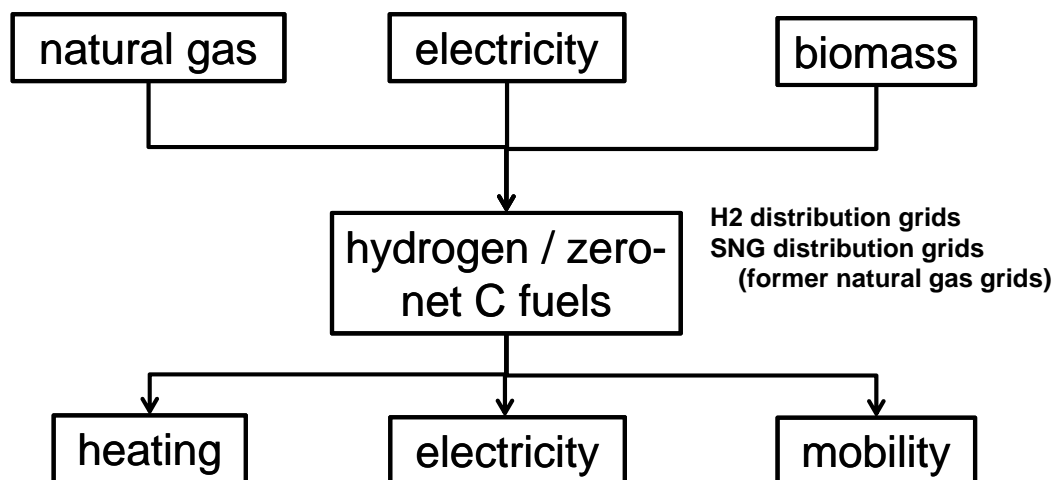 natural gas
electricity
biomass
hydrogen / zero-
net C fuels
H2 distribution grids
SNG distribution grids
(former natural gas grids)
heating
electricity
mobility